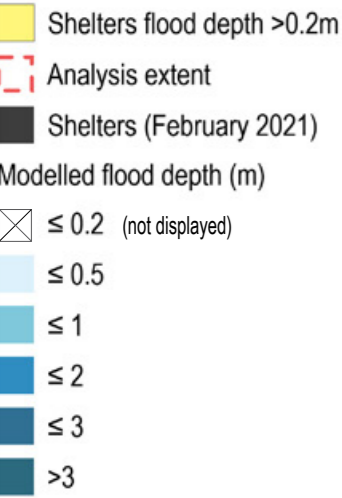 Shelters flood depth >0.2m
Analysis extent
Shelters (February 2021)
Modelled flood depth (m)
≤ 0.2 (not displayed)
≤ 0.5
≤ 1
≤ 2
≤ 3
>3